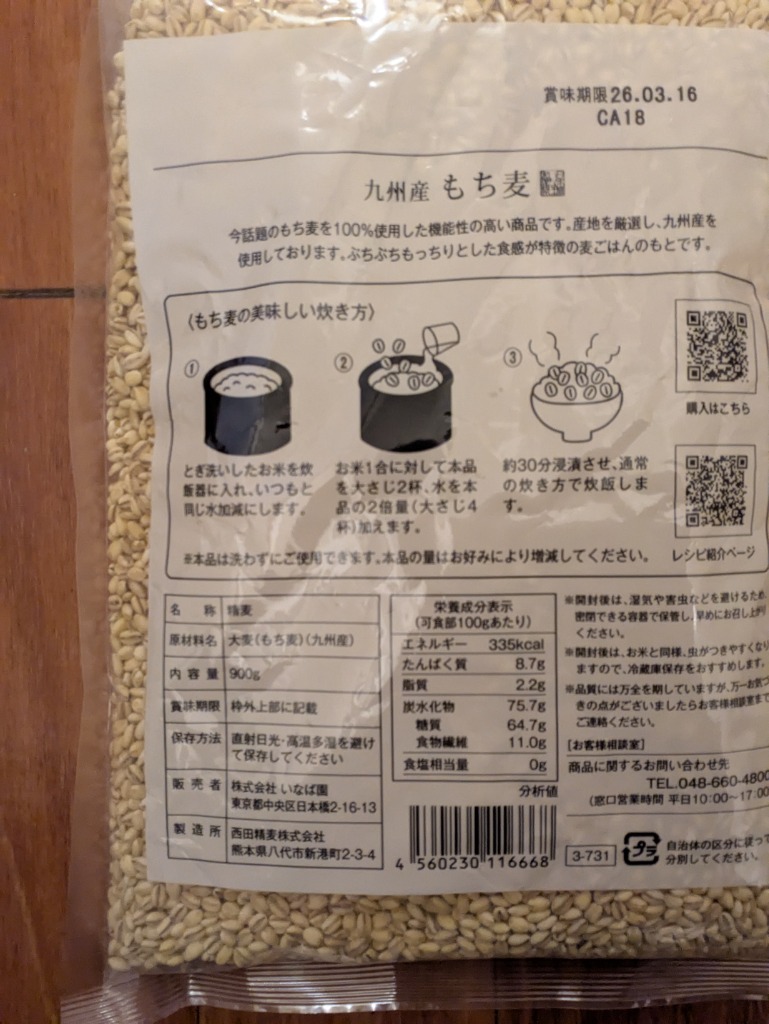 賞味期限26.03.16
CA18
九州産 もち麦
今話題のもち麦を100%使用した機能性の高い商品です。産地を厳選し、九州産を
使用しております。ぷちぷちもっちりとした食感が特徴の麦ごはんのもとです。
〈もち麦の美味しい炊き方〉
①
とぎ洗いしたお米を炊
飯器に入れ、いつもと
同じ水加減にします。
②
お米1合に対して本品
を大さじ2杯、水を本
品の2倍量(大さじ4
杯)加えます。
③
約30分浸漬させ、通常
の炊き方で炊飯しま
す。
購入はこちら
レシピ紹介ページ
※本品は洗わずにご使用できます。本品の量はお好みにより増減してください。
名称 精麦
原材料名 大麦(もち麦)(九州産)
内容量 900g
賞味期限 枠外上部に記載
保存方法 直射日光・高温多湿を避け
て保存してください
販売者 株式会社 いなば園
東京都中央区日本橋2-16-13
製造所 西田精麦株式会社
熊本県八代市新港町2-3-4
栄養成分表示
(可食部100gあたり)
エネルギー 335kcal
たんぱく質 8.7g
脂質 2.2g
炭水化物 75.7g
糖質 64.7g
食物繊維 11.0g
食塩相当量 0g
分析値
4 560230 116668
※開封後は、湿気や害虫などを避けるため、
密閉できる容器で保管し、早めにお召し上がり
ください。
※開封後は、お米と同様、虫がつきやすくなり
ますので、冷蔵庫保存をおすすめします。
※品質には万全を期していますが、万一お気づ
きの点がございましたらお客様相談室まで
ご連絡ください。
[お客様相談室]
商品に関するお問い合わせ先
TEL.048-660-4800
(窓口営業時間 平日10:00~17:00
3-731
プラ
自治体の区分に従って
分別してください。